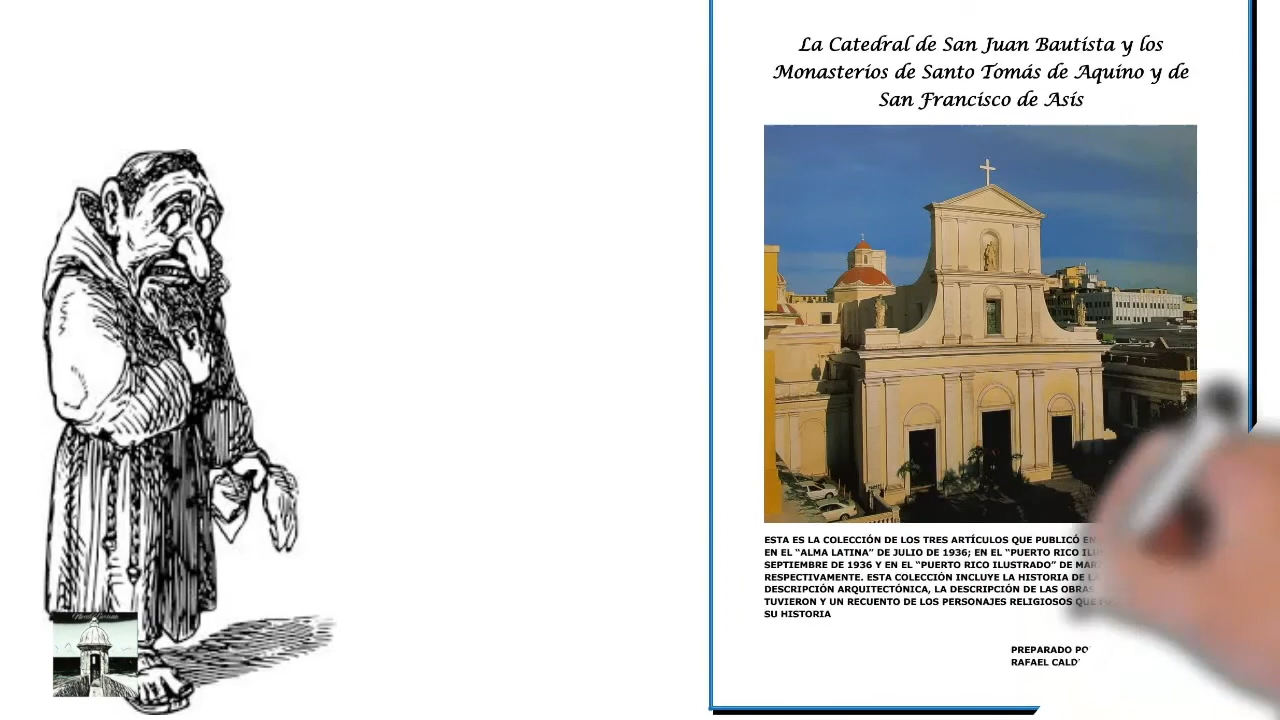 La Catedral de San Juan Bautista y los
Monasterios de Santo Tomás de Aquino y de
San Francisco de Asís
ESTA ES LA COLECCIÓN DE LOS TRES ARTÍCULOS QUE PUBLICÓ EN
EN EL “ALMA LATINA” DE JULIO DE 1936; EN EL “PUERTO RICO
SEPTIEMBRE DE 1936 Y EN EL “PUERTO RICO ILUSTRADO” DE
RESPECTIVAMENTE. ESTA COLECCIÓN INCLUYE LA HISTORIA DE
DESCRIPCIÓN ARQUITECTÓNICA, LA DESCRIPCIÓN DE LAS OBRAS
TUVIERON Y UN RECUENTO DE LOS PERSONAJES RELIGIOSOS QUE
SU HISTORIA
PREPARADO
RAFAEL